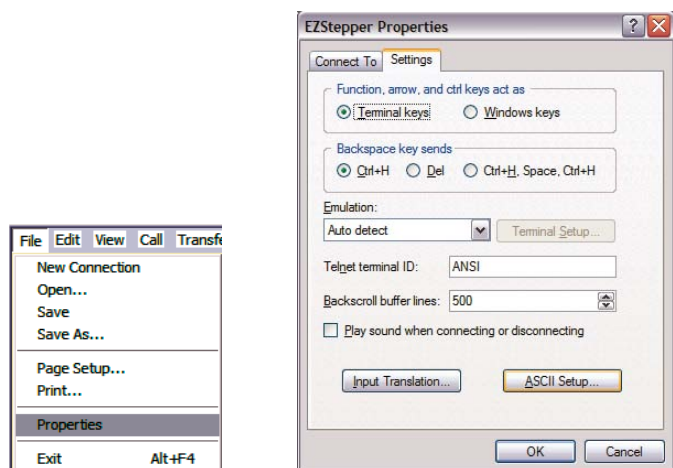 File Edit View Call Transfe
New Connection
Open...
Save
Save As...
Page Setup...
Print...
Properties
Exit Alt+F4
EZStepper Properties
Connect To Settings
Function, arrow, and ctrl keys act as
Terminal keys Windows keys
Backspace key sends
Ctrl+H Del Ctrl+H, Space, Ctrl+H
Emulation:
Auto detect Terminal Setup...
Telnet terminal ID: ANSI
Backscroll buffer lines: 500
Play sound when connecting or disconnecting
Input Translation... ASCII Setup...
OK Cancel